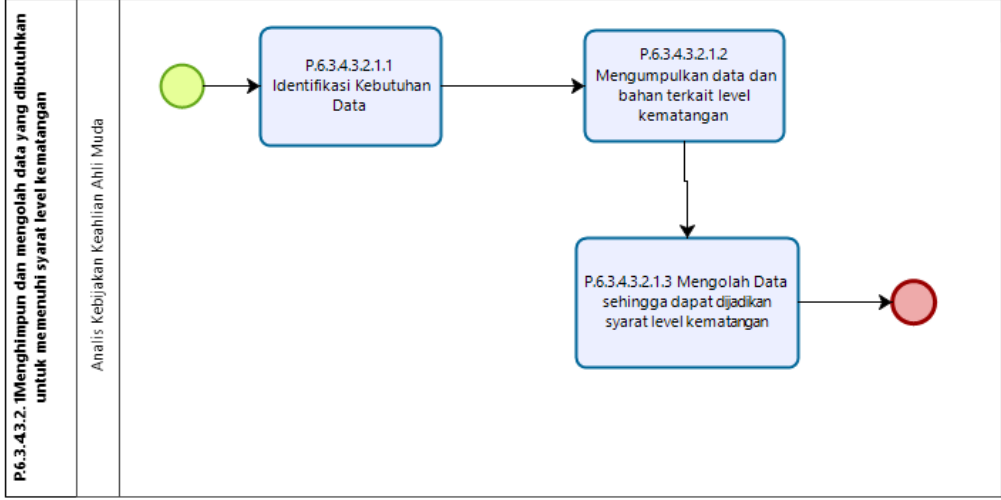 P.6.3.4.3.2. 1Menghimpun dan mengolah data yang dibutuhkan
untuk memenuhi syarat level kematangan
Analis Kebijakan Keahlian Ahli Muda
P.6.3.4.3.2.1.1
Identifikasi Kebutuhan
Data
P.6.3.4.3.2.1.2
Mengumpulkan data dan
bahan terkait level
kematangan
P.6.3.4.3.2.1.3 Mengolah Data
sehingga dapat dijadikan
syarat level kematangan